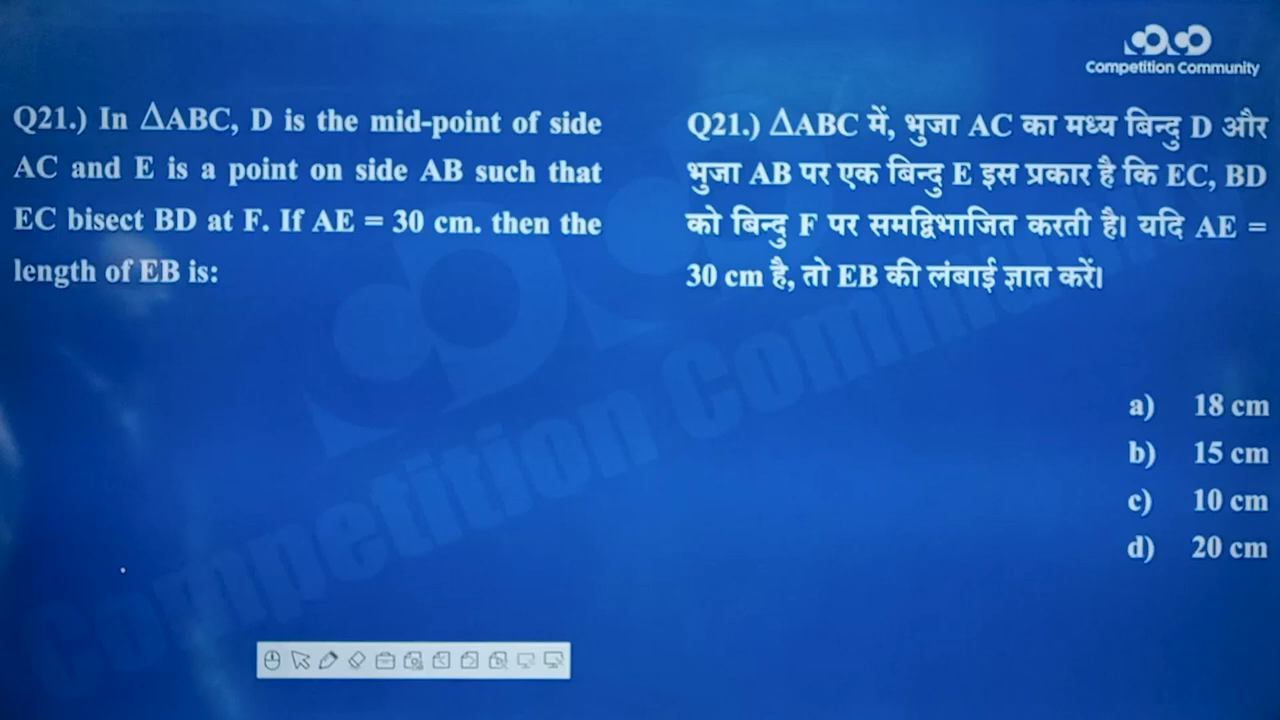 Competition Community
Q21.) In ΔABC, D is the mid-point of side
AC and E is a point on side AB such that
EC bisect BD at F. If AE = 30 cm. then the
length of EB is:
Q21.) ΔABC में, भुजा AC का मध्य बिन्दु D और
भुजा AB पर एक बिन्दु E इस प्रकार है कि EC, BD
को बिन्दु F पर समद्विभाजित करती है। यदि AE =
30 cm है, तो EB की लंबाई ज्ञात करें।
a) 18 cm
b) 15 cm
c) 10 cm
d) 20 cm
Competition Community